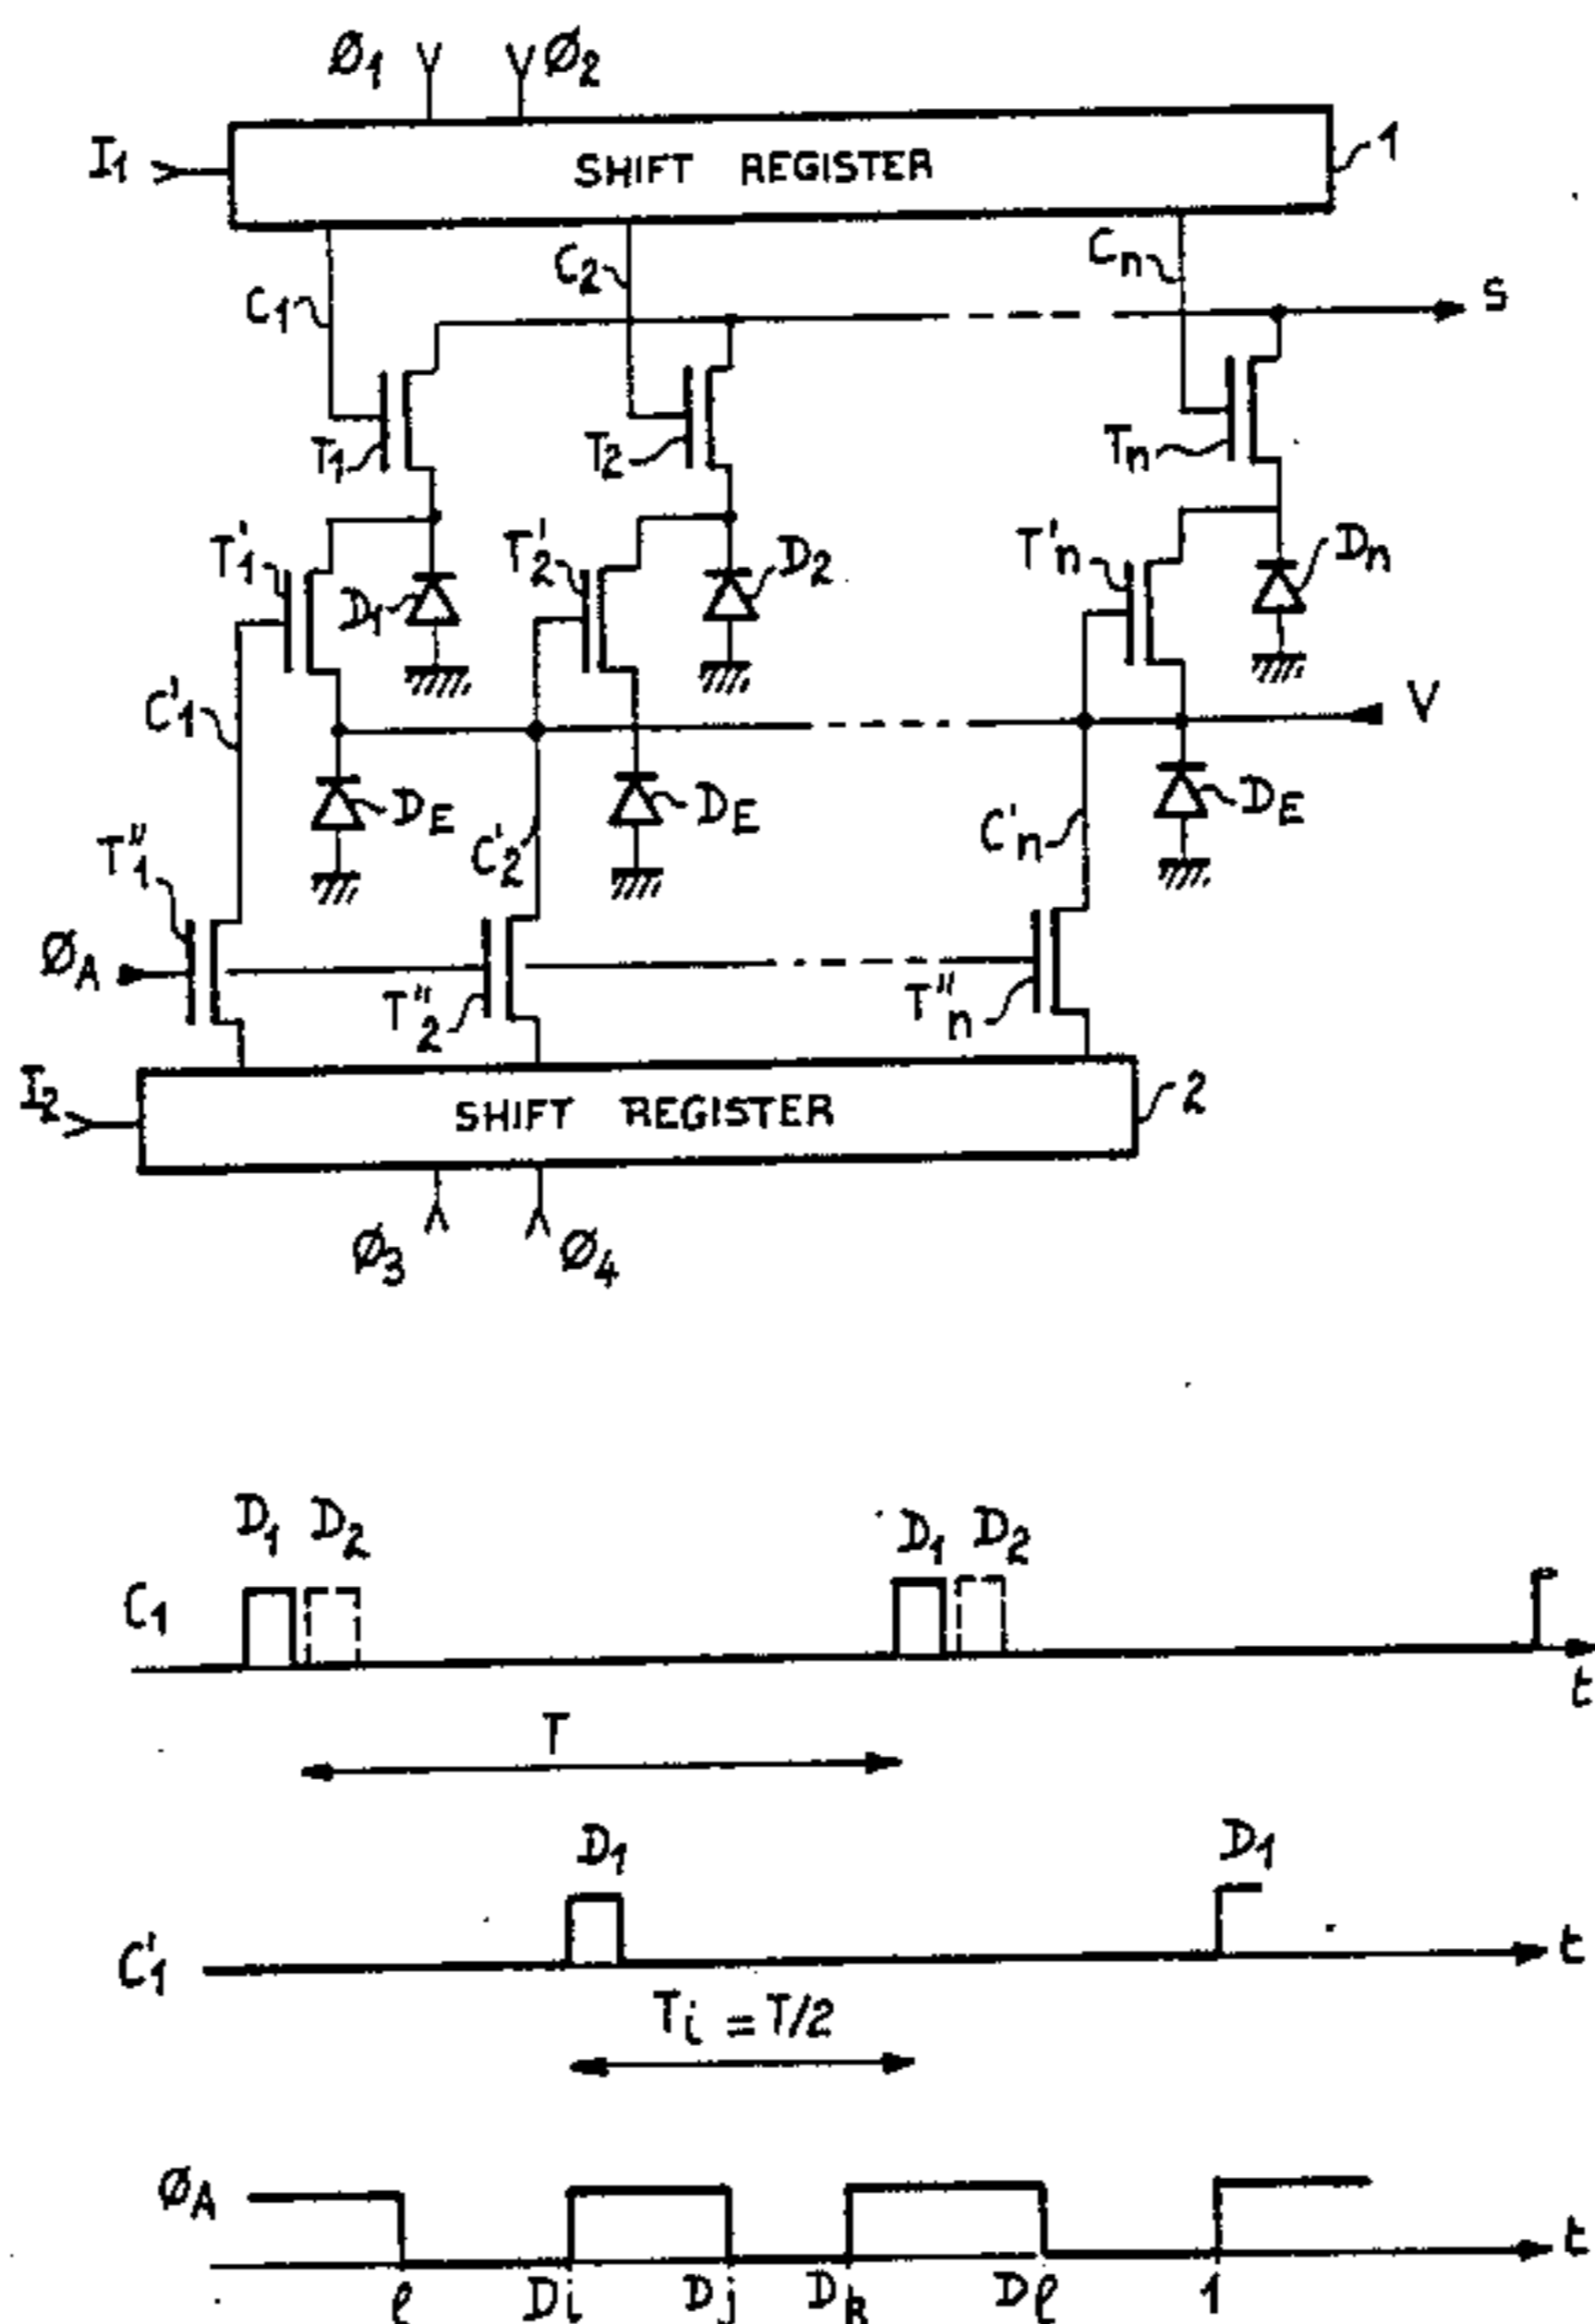 Ø1 Ø2
I1
SHIFT REGISTER
1
C1 C2 Cn
S
T1 T2 Tn
T'1 D1 T'2 D2 T'n Dn
C'1
V
DE DE DE
C'2 C'n
T"1
ØA
T"2 T"n
I2
SHIFT REGISTER
2
Ø3 Ø4
D1 D2 D1 D2
C1
t
T
D1 D1
C'1
t
Ti = T/2
ØA
t
ℓ Di Dj Dk Dℓ 1